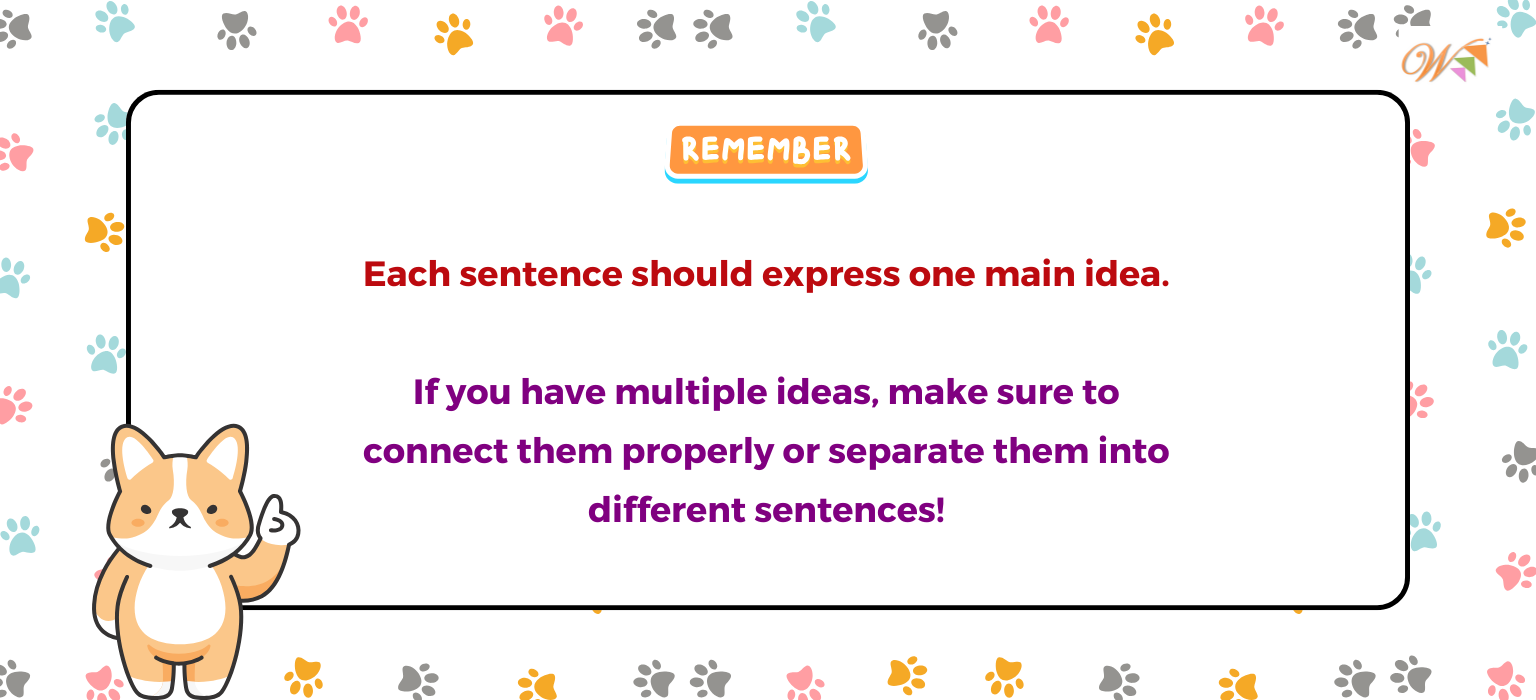 W
REMEMBER
Each sentence should express one main idea.
If you have multiple ideas, make sure to
connect them properly or separate them into
different sentences!